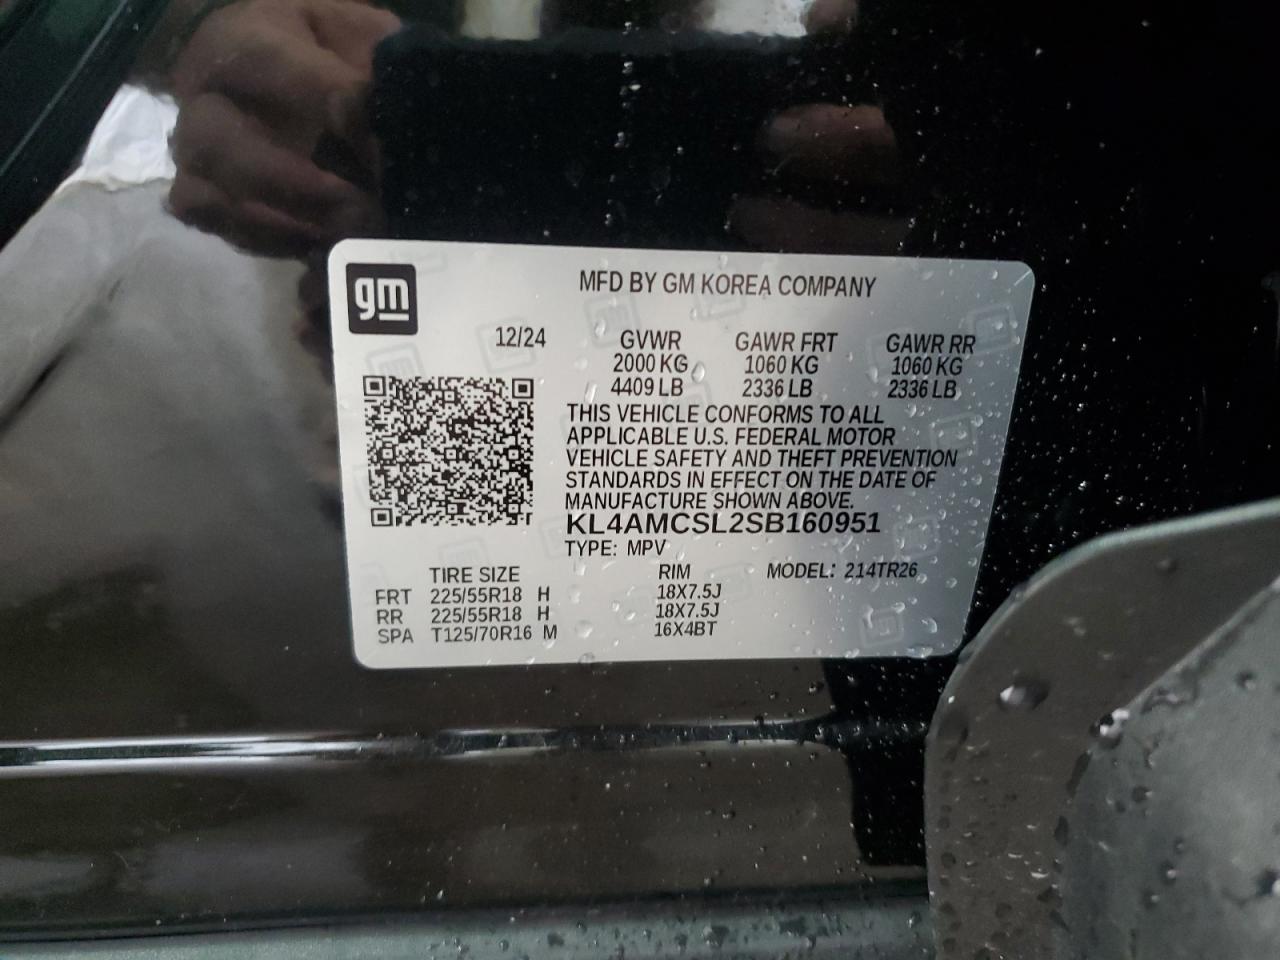 gm
MFD BY GM KOREA COMPANY
12/24 GVWR GAWR FRT GAWR RR
2000 KG 1060 KG 1060 KG
4409 LB 2336 LB 2336 LB
THIS VEHICLE CONFORMS TO ALL
APPLICABLE U.S. FEDERAL MOTOR
VEHICLE SAFETY AND THEFT PREVENTION
STANDARDS IN EFFECT ON THE DATE OF
MANUFACTURE SHOWN ABOVE.
KL4AMCSL2SB160951
TYPE: MPV
TIRE SIZE RIM MODEL: 214TR26
FRT 225/55R18 H 18X7.5J
RR 225/55R18 H 18X7.5J
SPA T125/70R16 M 16X4BT